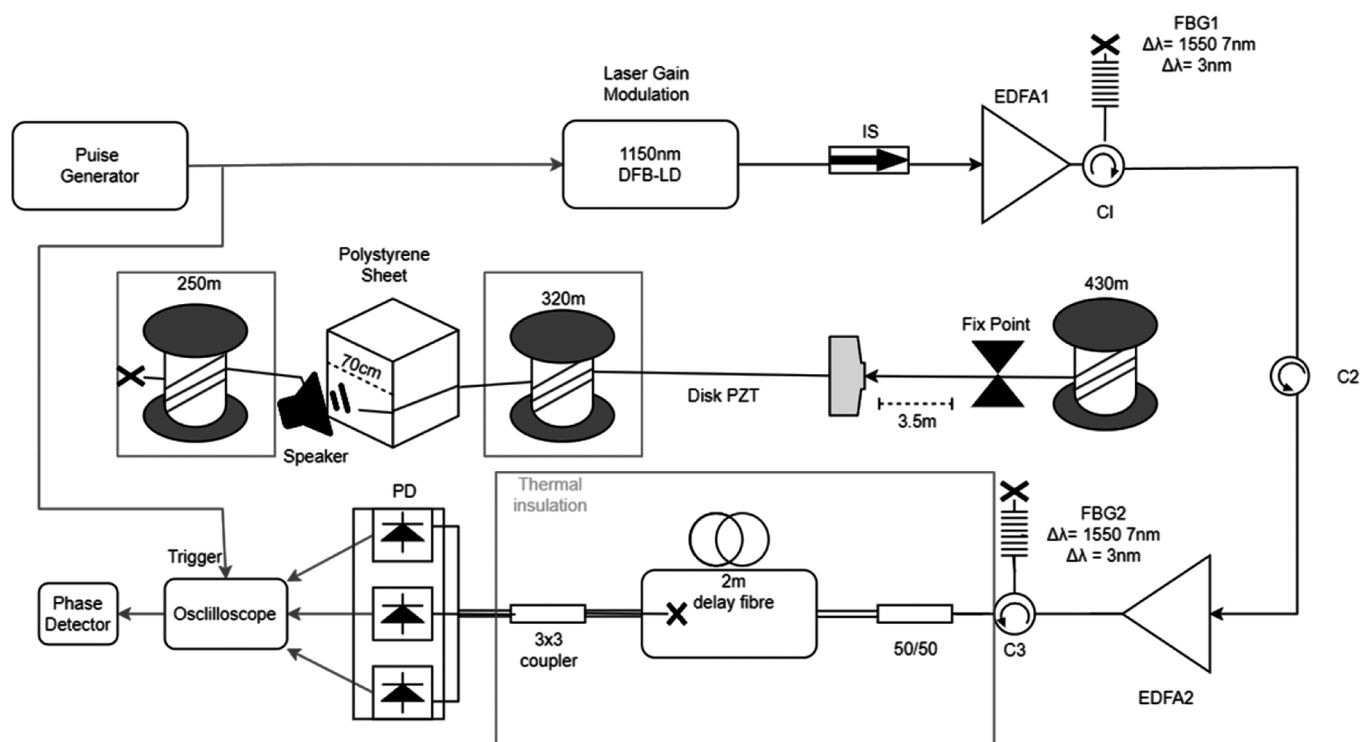 FBG1
Δλ= 1550 7nm
Δλ= 3nm
Laser Gain
Modulation
EDFA1
IS
Puise
Generator
1150nm
DFB-LD
CI
Polystyrene
Sheet
250m
320m
430m
Fix Point
70cm
C2
Disk PZT
3.5m
Speaker
Thermal
insulation
PD
FBG2
Δλ= 1550 7nm
Δλ = 3nm
Trigger
2m
delay fibre
Phase
Detector
Osclilloscope
3x3
coupler
50/50
C3
EDFA2